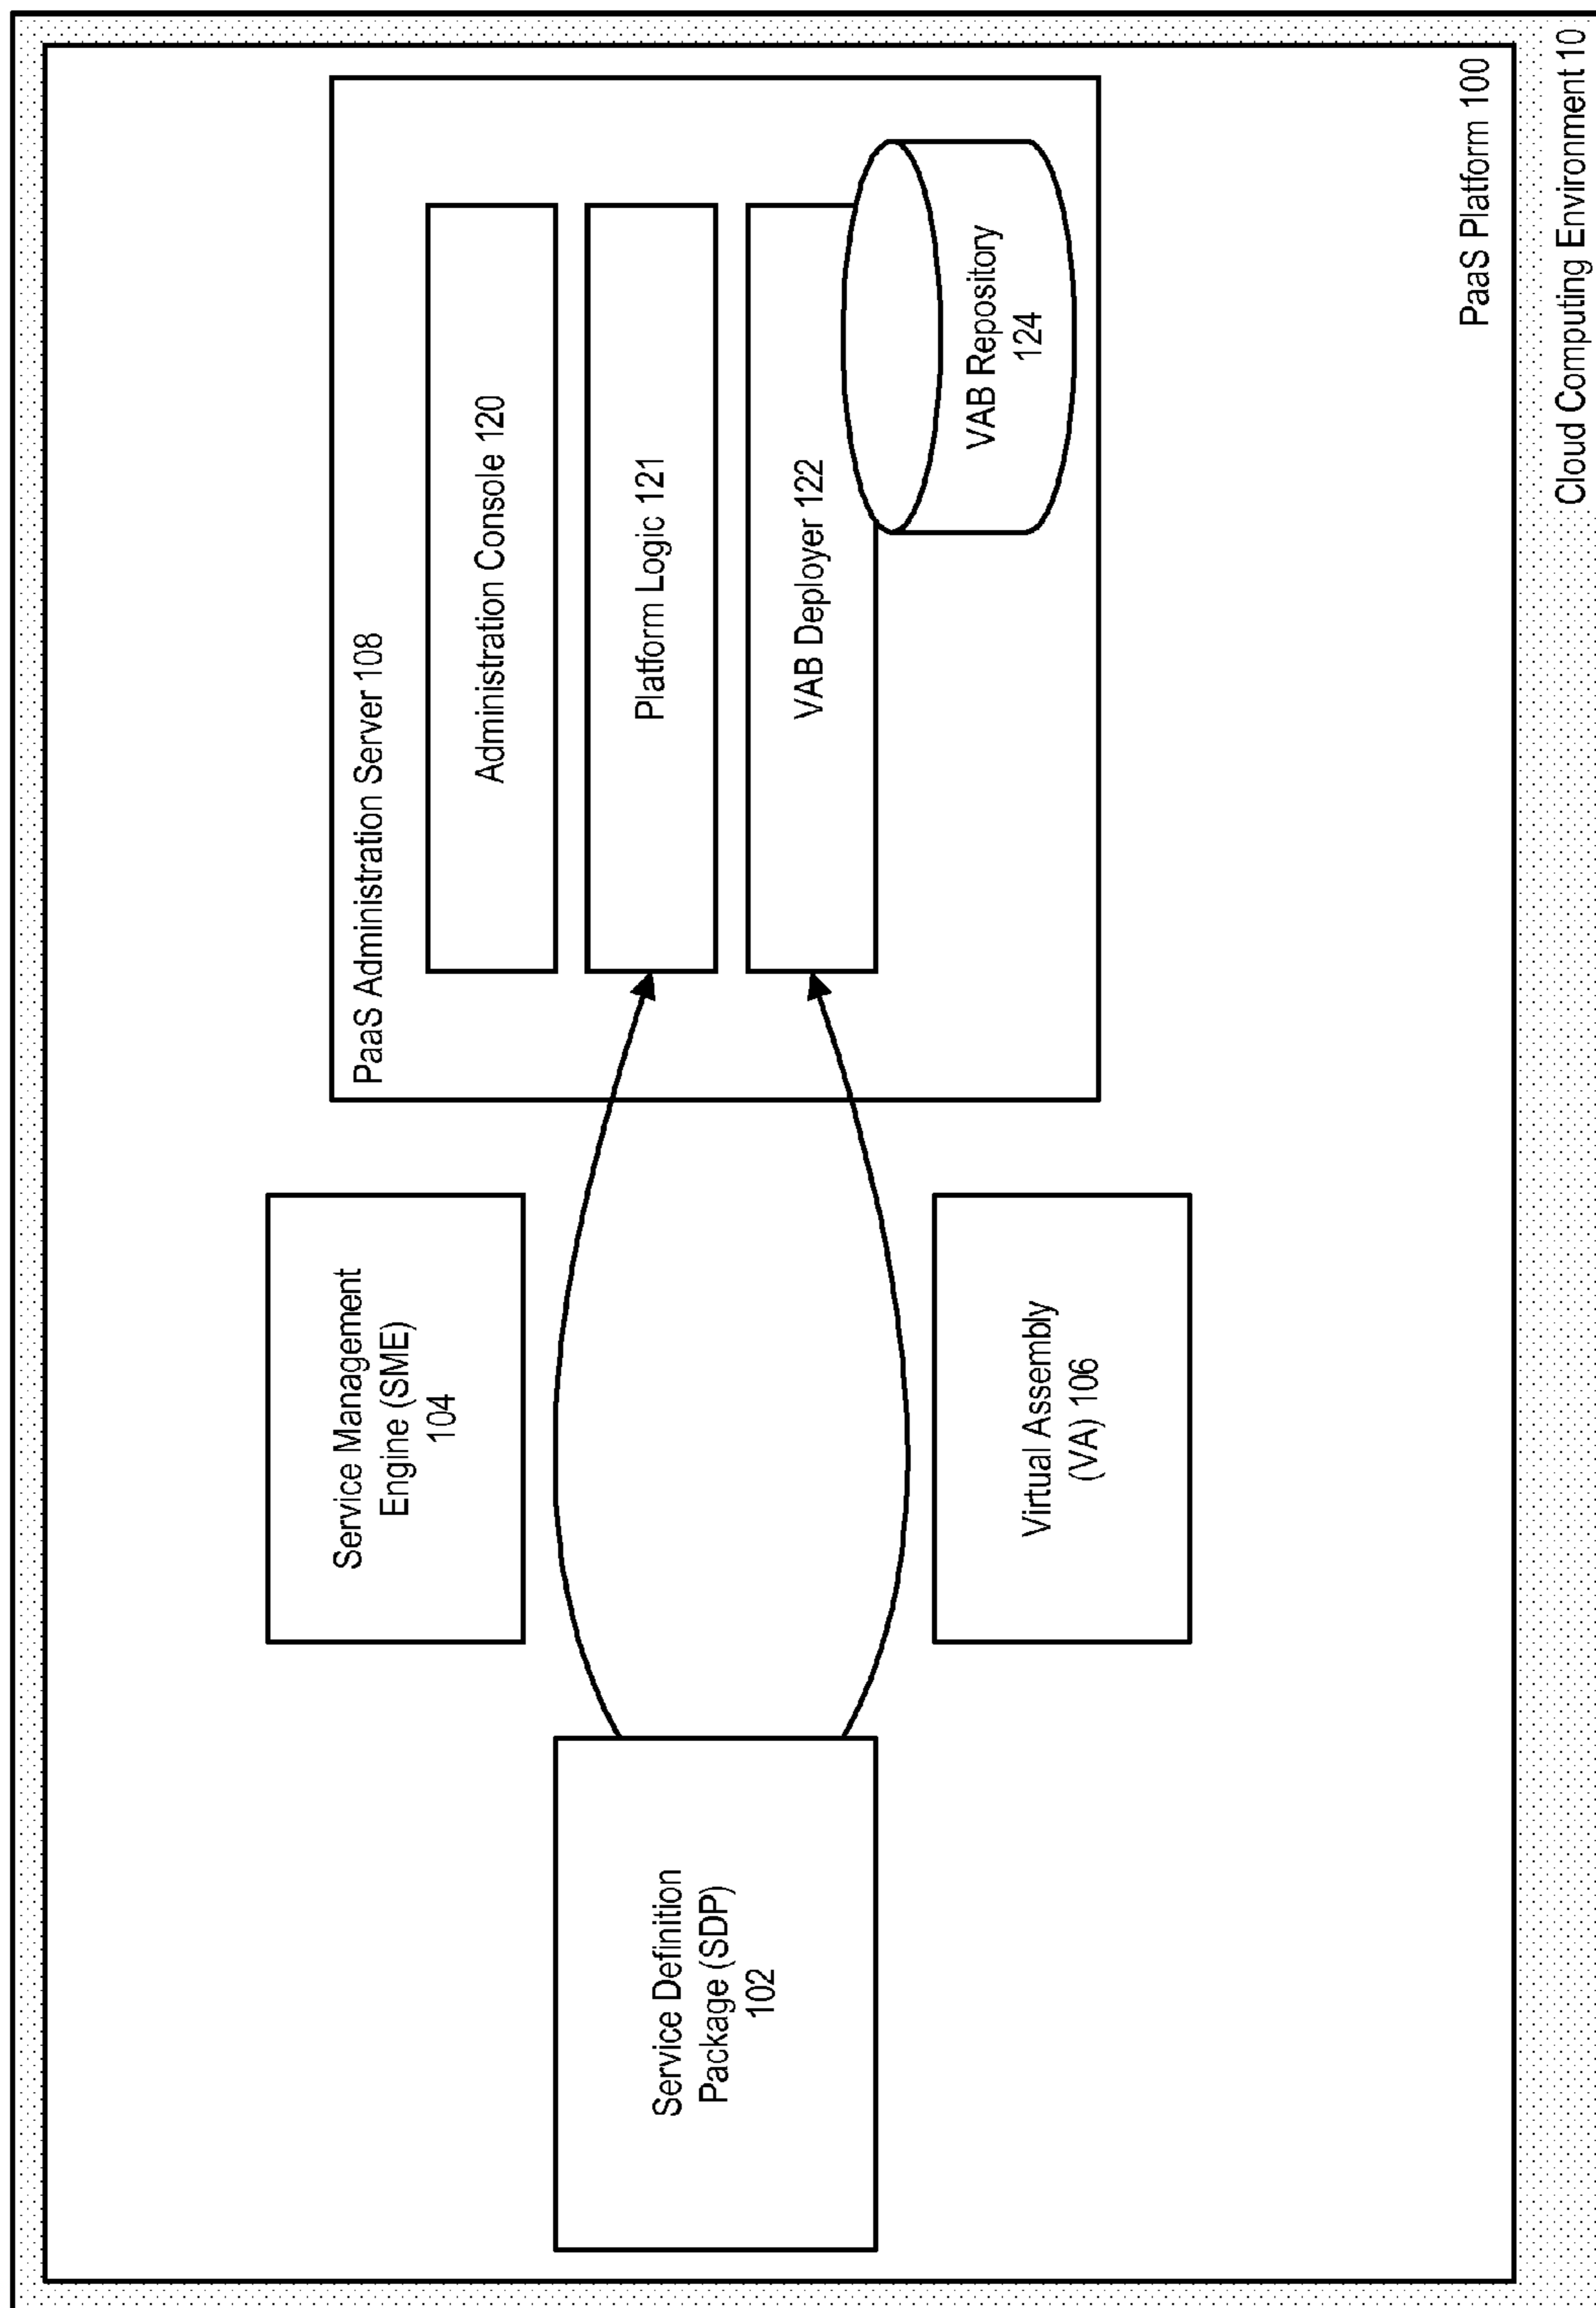 PaaS Administration Server 108
Administration Console 120
Platform Logic 121
VAB Deployer 122
VAB Repository
124
Service Management
Engine (SME)
104
Service Definition
Package (SDP)
102
Virtual Assembly
(VA) 106
PaaS Platform 100
Cloud Computing Environment 10